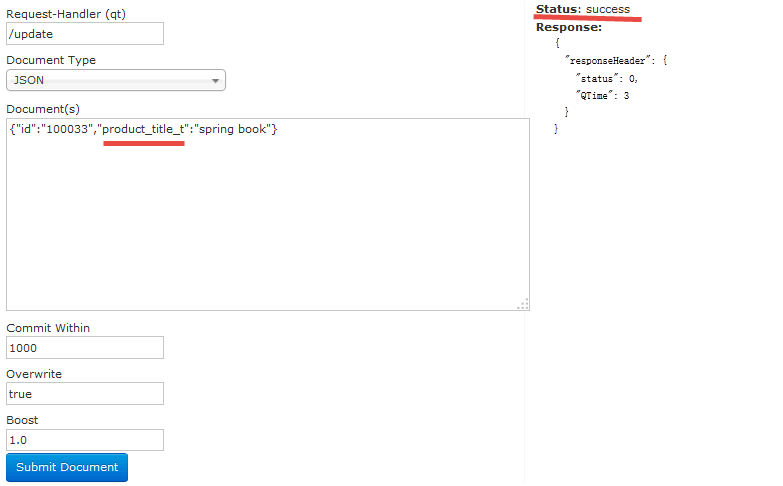 Request-Handler (qt)
/update
Document Type
JSON
Document(s)
{"id":"100033","product_title_t":"spring book"}
Commit Within
1000
Overwrite
true
Boost
1.0
Submit Document
Status: success
Response:
{
"responseHeader": {
"status": 0,
"QTime": 3
}
}